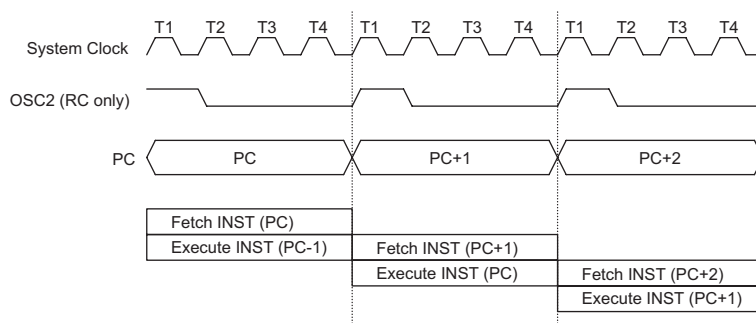 T1 T2 T3 T4 T1 T2 T3 T4 T1 T2 T3 T4
System Clock
OSC2 (RC only)
PC PC PC+1 PC+2
Fetch INST (PC)
Execute INST (PC-1) Fetch INST (PC+1)
Execute INST (PC) Fetch INST (PC+2)
Execute INST (PC+1)